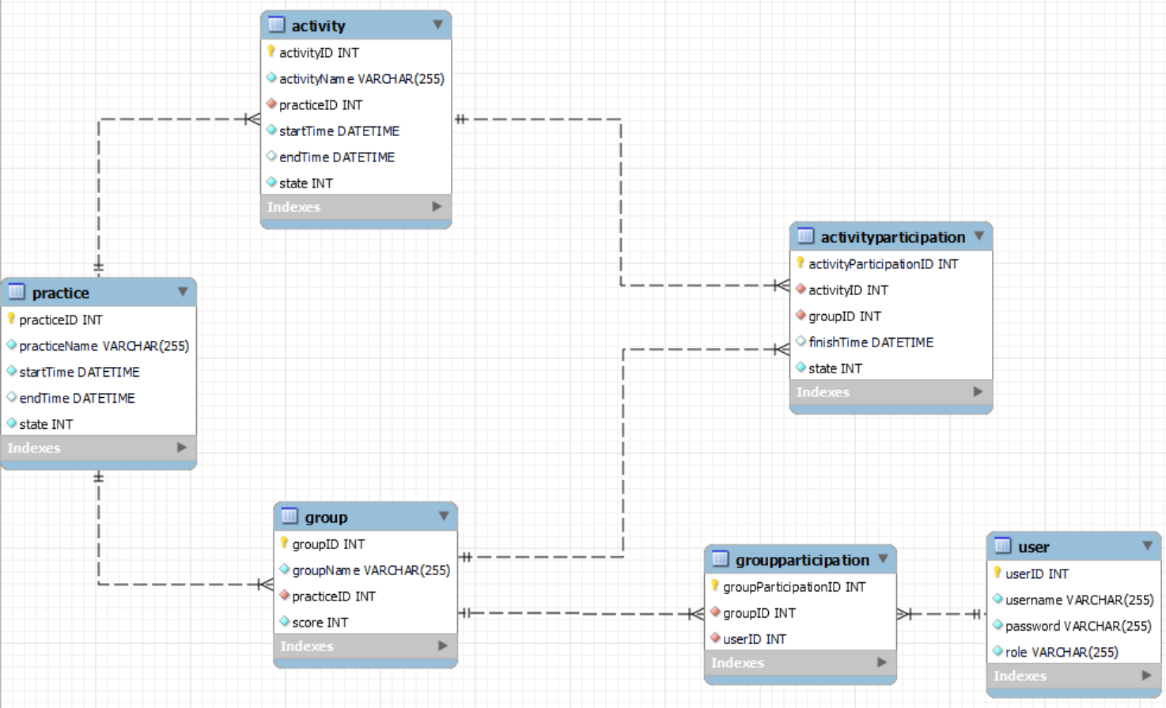 activity
activityID INT
activityName VARCHAR(255)
practiceID INT
startTime DATETIME
endTime DATETIME
state INT
Indexes
practice
practiceID INT
practiceName VARCHAR(255)
startTime DATETIME
endTime DATETIME
state INT
Indexes
activityparticipation
activityParticipationID INT
activityID INT
groupID INT
finishTime DATETIME
state INT
Indexes
group
groupID INT
groupName VARCHAR(255)
practiceID INT
score INT
Indexes
groupparticipation
groupParticipationID INT
groupID INT
userID INT
Indexes
user
userID INT
username VARCHAR(255)
password VARCHAR(255)
role VARCHAR(255)
Indexes